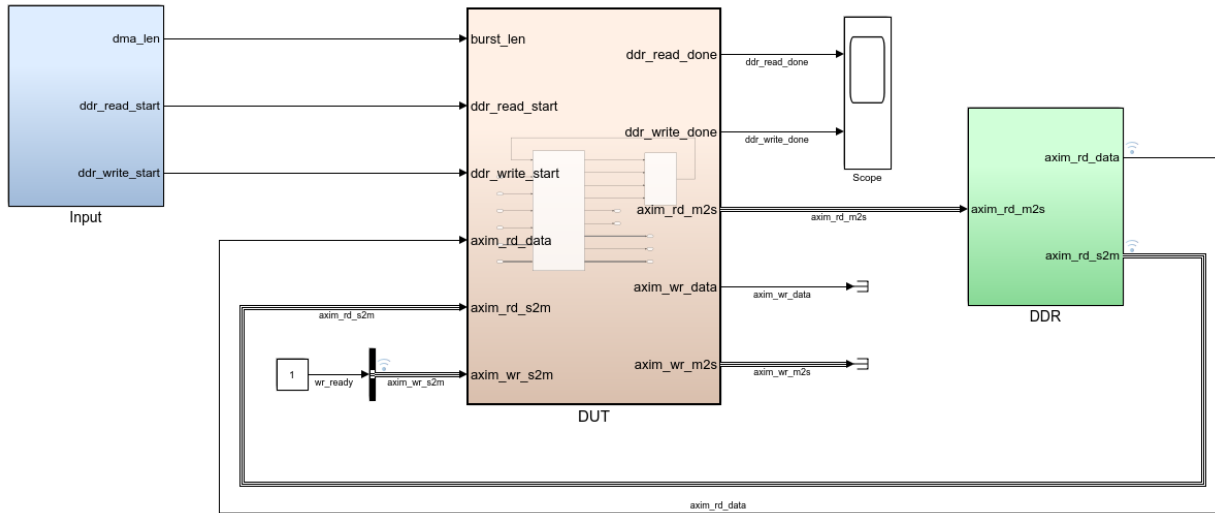 dma_len
ddr_read_start
ddr_write_start
Input
burst_len
ddr_read_start
ddr_write_start
axim_rd_data
axim_rd_s2m
axim_wr_s2m
ddr_read_done
ddr_write_done
axim_rd_m2s
axim_wr_data
axim_wr_m2s
DUT
ddr_read_done
ddr_write_done
Scope
axim_rd_m2s
axim_wr_data
axim_wr_m2s
axim_rd_m2s
axim_rd_data
axim_rd_s2m
DDR
axim_rd_s2m
1
wr_ready
axim_wr_s2m
axim_rd_data